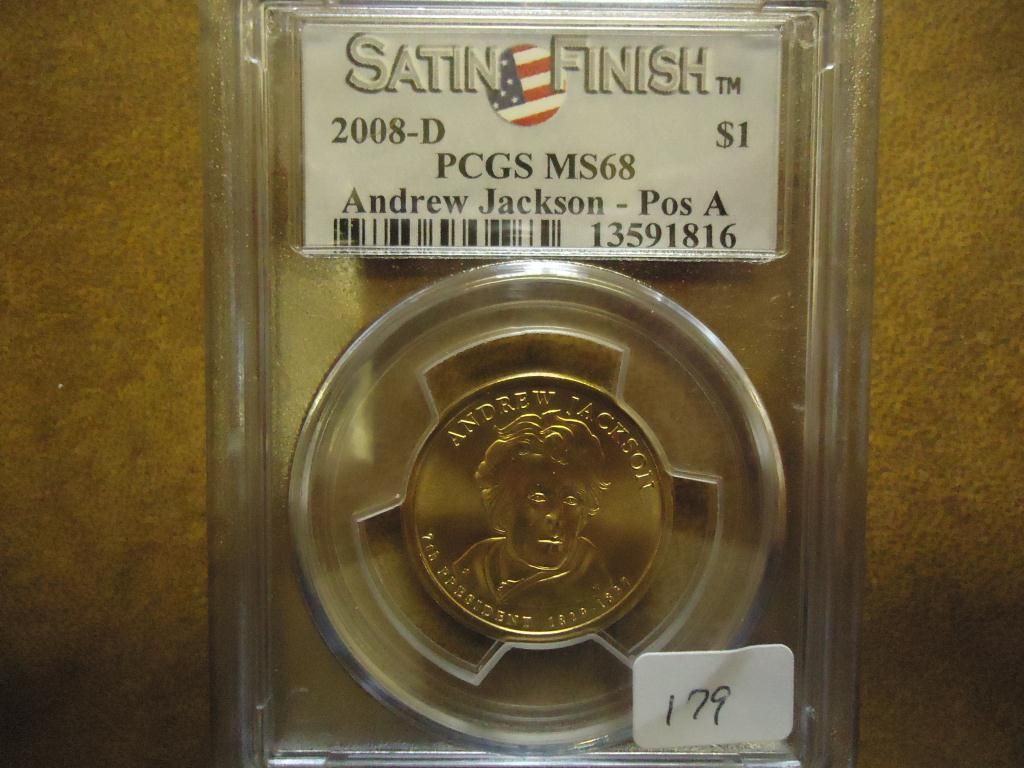 SATIN FINISH™
2008-D $1
PCGS MS68
Andrew Jackson - Pos A
13591816
ANDREW JACKSON
7th PRESIDENT 1829-1837
179